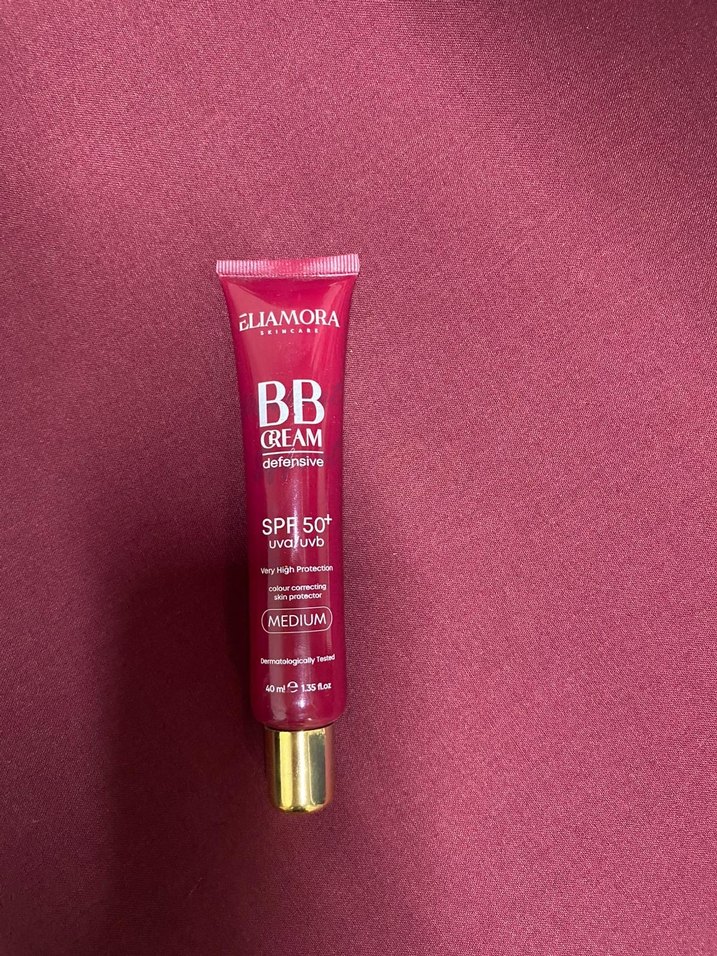 ELIAMORA
SKINCARE
BB
CREAM
defensive
SPF 50+
uva/uvb
Very High Protection
colour correcting
skin protector
MEDIUM
Dermatologically Tested
40 ml ℮ 1.35 fl.oz